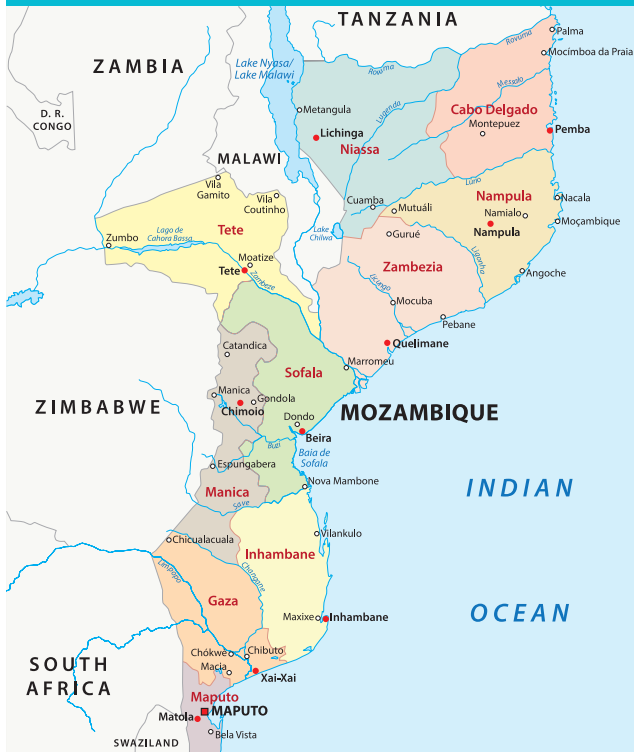 TANZANIA
Palma
Rovuma
Mocímboa da Praia
ZAMBIA
Lake Nyasa/
Lake Malawi
Rovuma
Messalo
D. R.
CONGO
Metangula
Lugenda
Cabo Delgado
Montepuez
Pemba
Lichinga
Niassa
MALAWI
Vila
Gamito
Vila
Coutinho
Lurio
Nampula
Nacala
Cuamba
Mutuáli
Namialo
Moçambique
Tete
Lago de
Cahora Bassa
Lake
Chilwa
Gurué
Nampula
Zumbo
Moatize
Tete
Zambeze
Zambezia
Ligonha
Angoche
Licungo
Mocuba
Pebane
Quelimane
Catandica
Marromeu
Sofala
Manica
Gondola
Chimoio
ZIMBABWE
MOZAMBIQUE
Dondo
Beira
Buzi
Baia de
Sofala
Espungabera
Nova Mambone
Manica
Save
INDIAN
Chicualacuala
Vilankulo
Inhambane
Limpopo
Changane
Gaza
OCEAN
Maxixe
Inhambane
Chókwe
Chibuto
Macia
Xai-Xai
SOUTH
AFRICA
Maputo
MAPUTO
Matola
Bela Vista
SWAZILAND